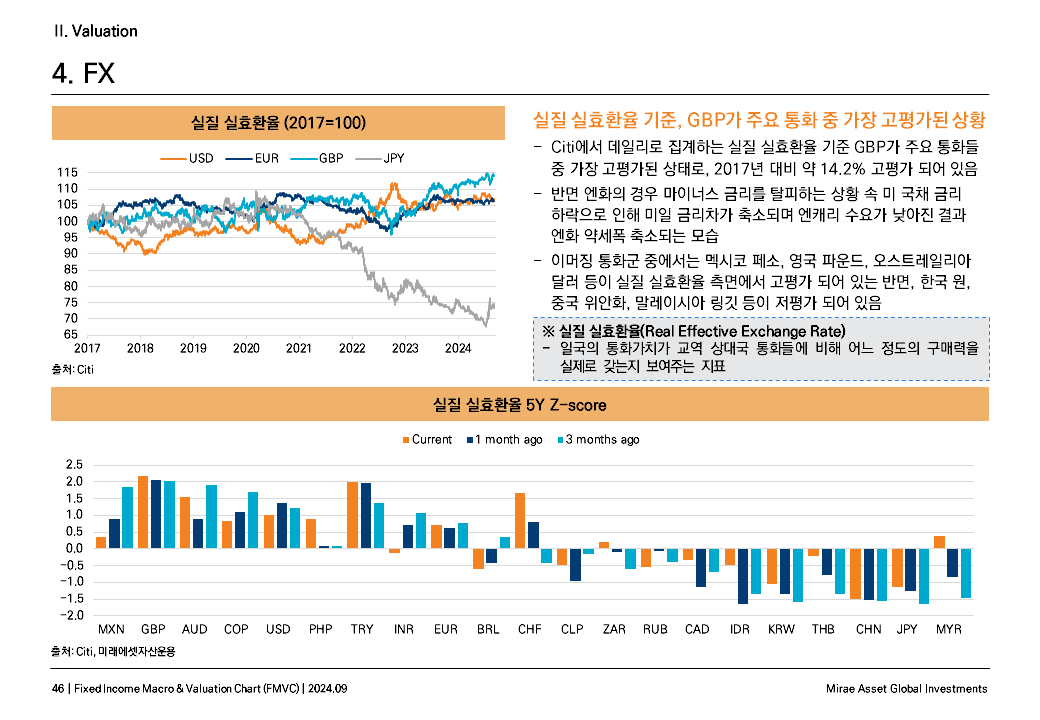 II. Valuation
4. FX
실질 실효환율 (2017=100)
USD EUR GBP JPY
115
110
105
100
95
90
85
80
75
70
65
2017 2018 2019 2020 2021 2022 2023 2024
출처: Citi
실질 실효환율 기준, GBP가 주요 통화 중 가장 고평가된 상황
− Citi에서 데일리로 집계하는 실질 실효환율 기준 GBP가 주요 통화들
중 가장 고평가된 상태로, 2017년 대비 약 14.2% 고평가 되어 있음
− 반면 엔화의 경우 마이너스 금리를 탈피하는 상황 속 미 국채 금리
하락으로 인해 미일 금리차가 축소되며 엔캐리 수요가 낮아진 결과
엔화 약세폭 축소되는 모습
− 이머징 통화군 중에서는 멕시코 페소, 영국 파운드, 오스트레일리아
달러 등이 실질 실효환율 측면에서 고평가 되어 있는 반면, 한국 원,
중국 위안화, 말레이시아 링깃 등이 저평가 되어 있음
※ 실질 실효환율(Real Effective Exchange Rate)
− 일국의 통화가치가 교역 상대국 통화들에 비해 어느 정도의 구매력을
실제로 갖는지 보여주는 지표
실질 실효환율 5Y Z-score
Current 1 month ago 3 months ago
2.5
2.0
1.5
1.0
0.5
0.0
−0.5
−1.0
−1.5
−2.0
MXN GBP AUD COP USD PHP TRY INR EUR BRL CHF CLP ZAR RUB CAD IDR KRW THB CHN JPY MYR
출처: Citi, 미래에셋자산운용
46 | Fixed Income Macro & Valuation Chart (FMVC) | 2024.09
Mirae Asset Global Investments